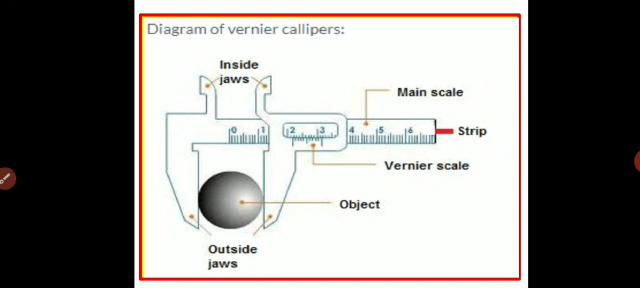 Diagram of vernier callipers:
Inside
jaws
Main scale
0 1 2 3 4 5 6
Strip
Vernier scale
Object
Outside
jaws